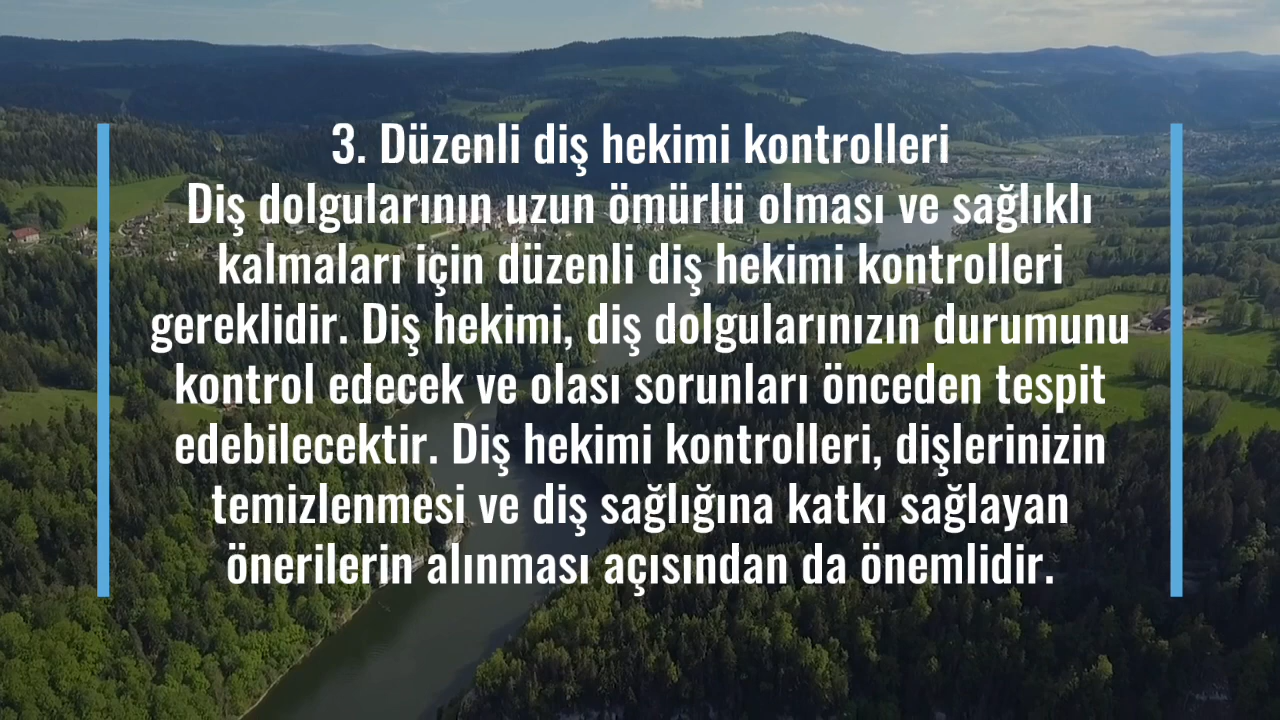 3. Düzenli diş hekimi kontrolleri
Diş dolgularının uzun ömürlü olması ve sağlıklı
kalmaları için düzenli diş hekimi kontrolleri
gereklidir. Diş hekimi, diş dolgularınızın durumunu
kontrol edecek ve olası sorunları önceden tespit
edebilecektir. Diş hekimi kontrolleri, dişlerinizin
temizlenmesi ve diş sağlığına katkı sağlayan
önerilerin alınması açısından da önemlidir.